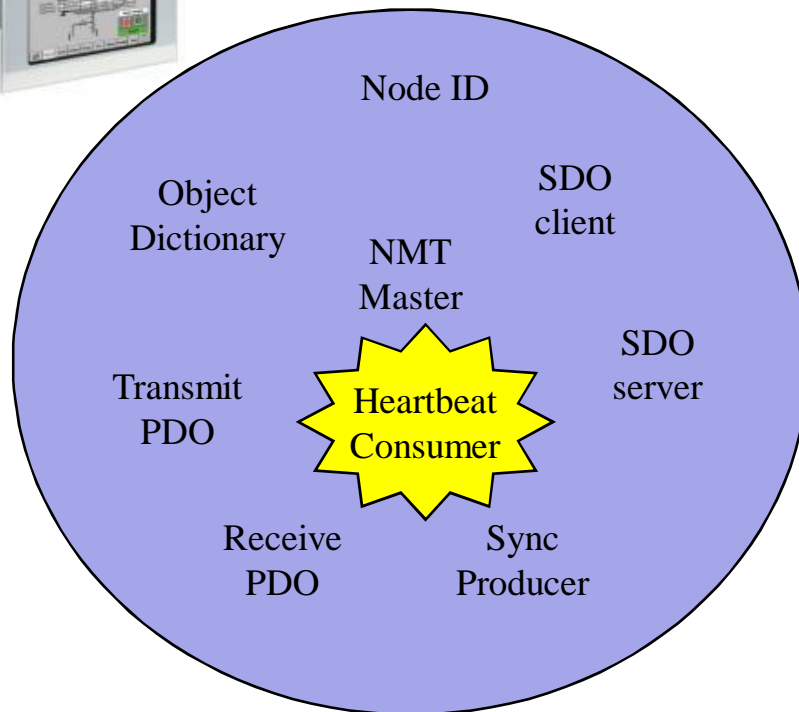 Node ID
Object
Dictionary
SDO
client
NMT
Master
SDO
server
Transmit
PDO
Heartbeat
Consumer
Receive
PDO
Sync
Producer